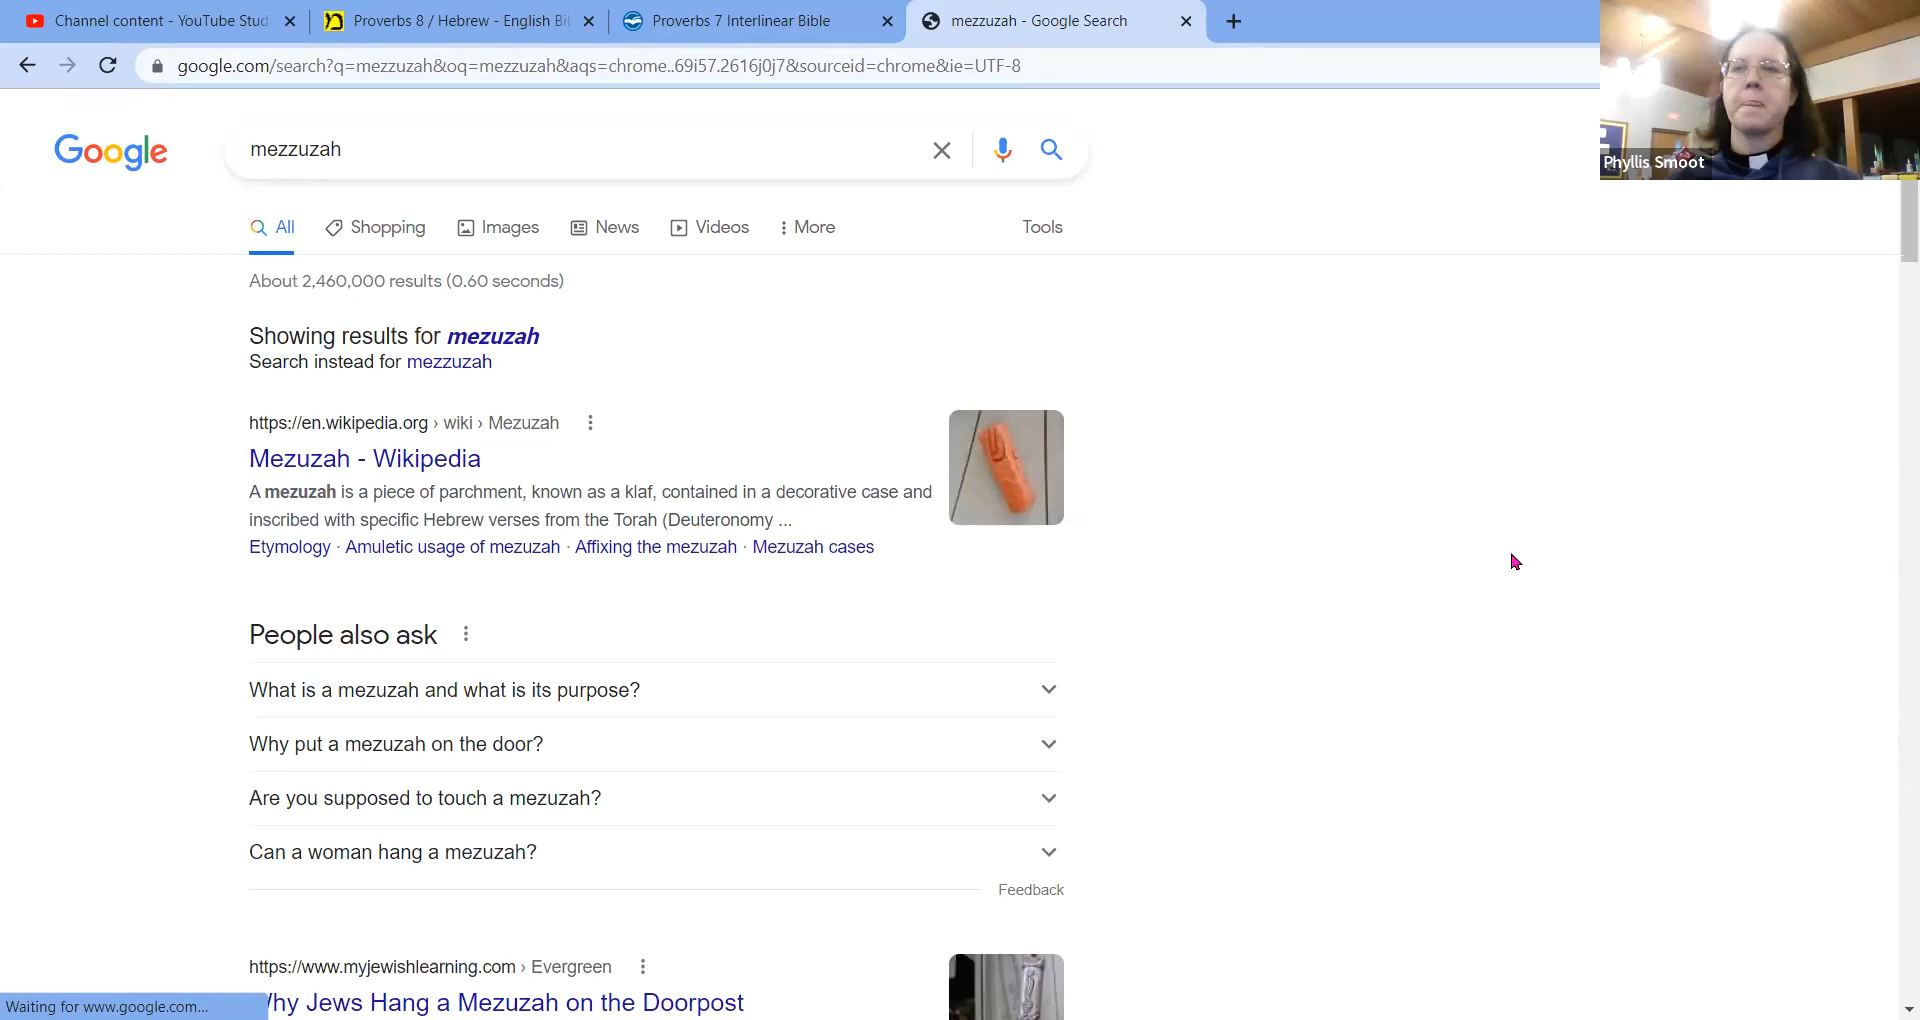 Channel content - YouTube Stud
Proverbs 8 / Hebrew - English Bib
Proverbs 7 Interlinear Bible
mezzuzah - Google Search
google.com/search?q=mezzuzah&oq=mezzuzah&aqs=chrome..69i57.2616j0j7&sourceid=chrome&ie=UTF-8
Phyllis Smoot
Google
mezzuzah
All
Shopping
Images
News
Videos
More
Tools
About 2,460,000 results (0.60 seconds)
Showing results for mezuzah
Search instead for mezzuzah
https://en.wikipedia.org › wiki › Mezuzah
Mezuzah - Wikipedia
A mezuzah is a piece of parchment, known as a klaf, contained in a decorative case and
inscribed with specific Hebrew verses from the Torah (Deuteronomy ...
Etymology · Amuletic usage of mezuzah · Affixing the mezuzah · Mezuzah cases
People also ask
What is a mezuzah and what is its purpose?
Why put a mezuzah on the door?
Are you supposed to touch a mezuzah?
Can a woman hang a mezuzah?
Feedback
https://www.myjewishlearning.com › Evergreen
hy Jews Hang a Mezuzah on the Doorpost
Waiting for www.google.com...